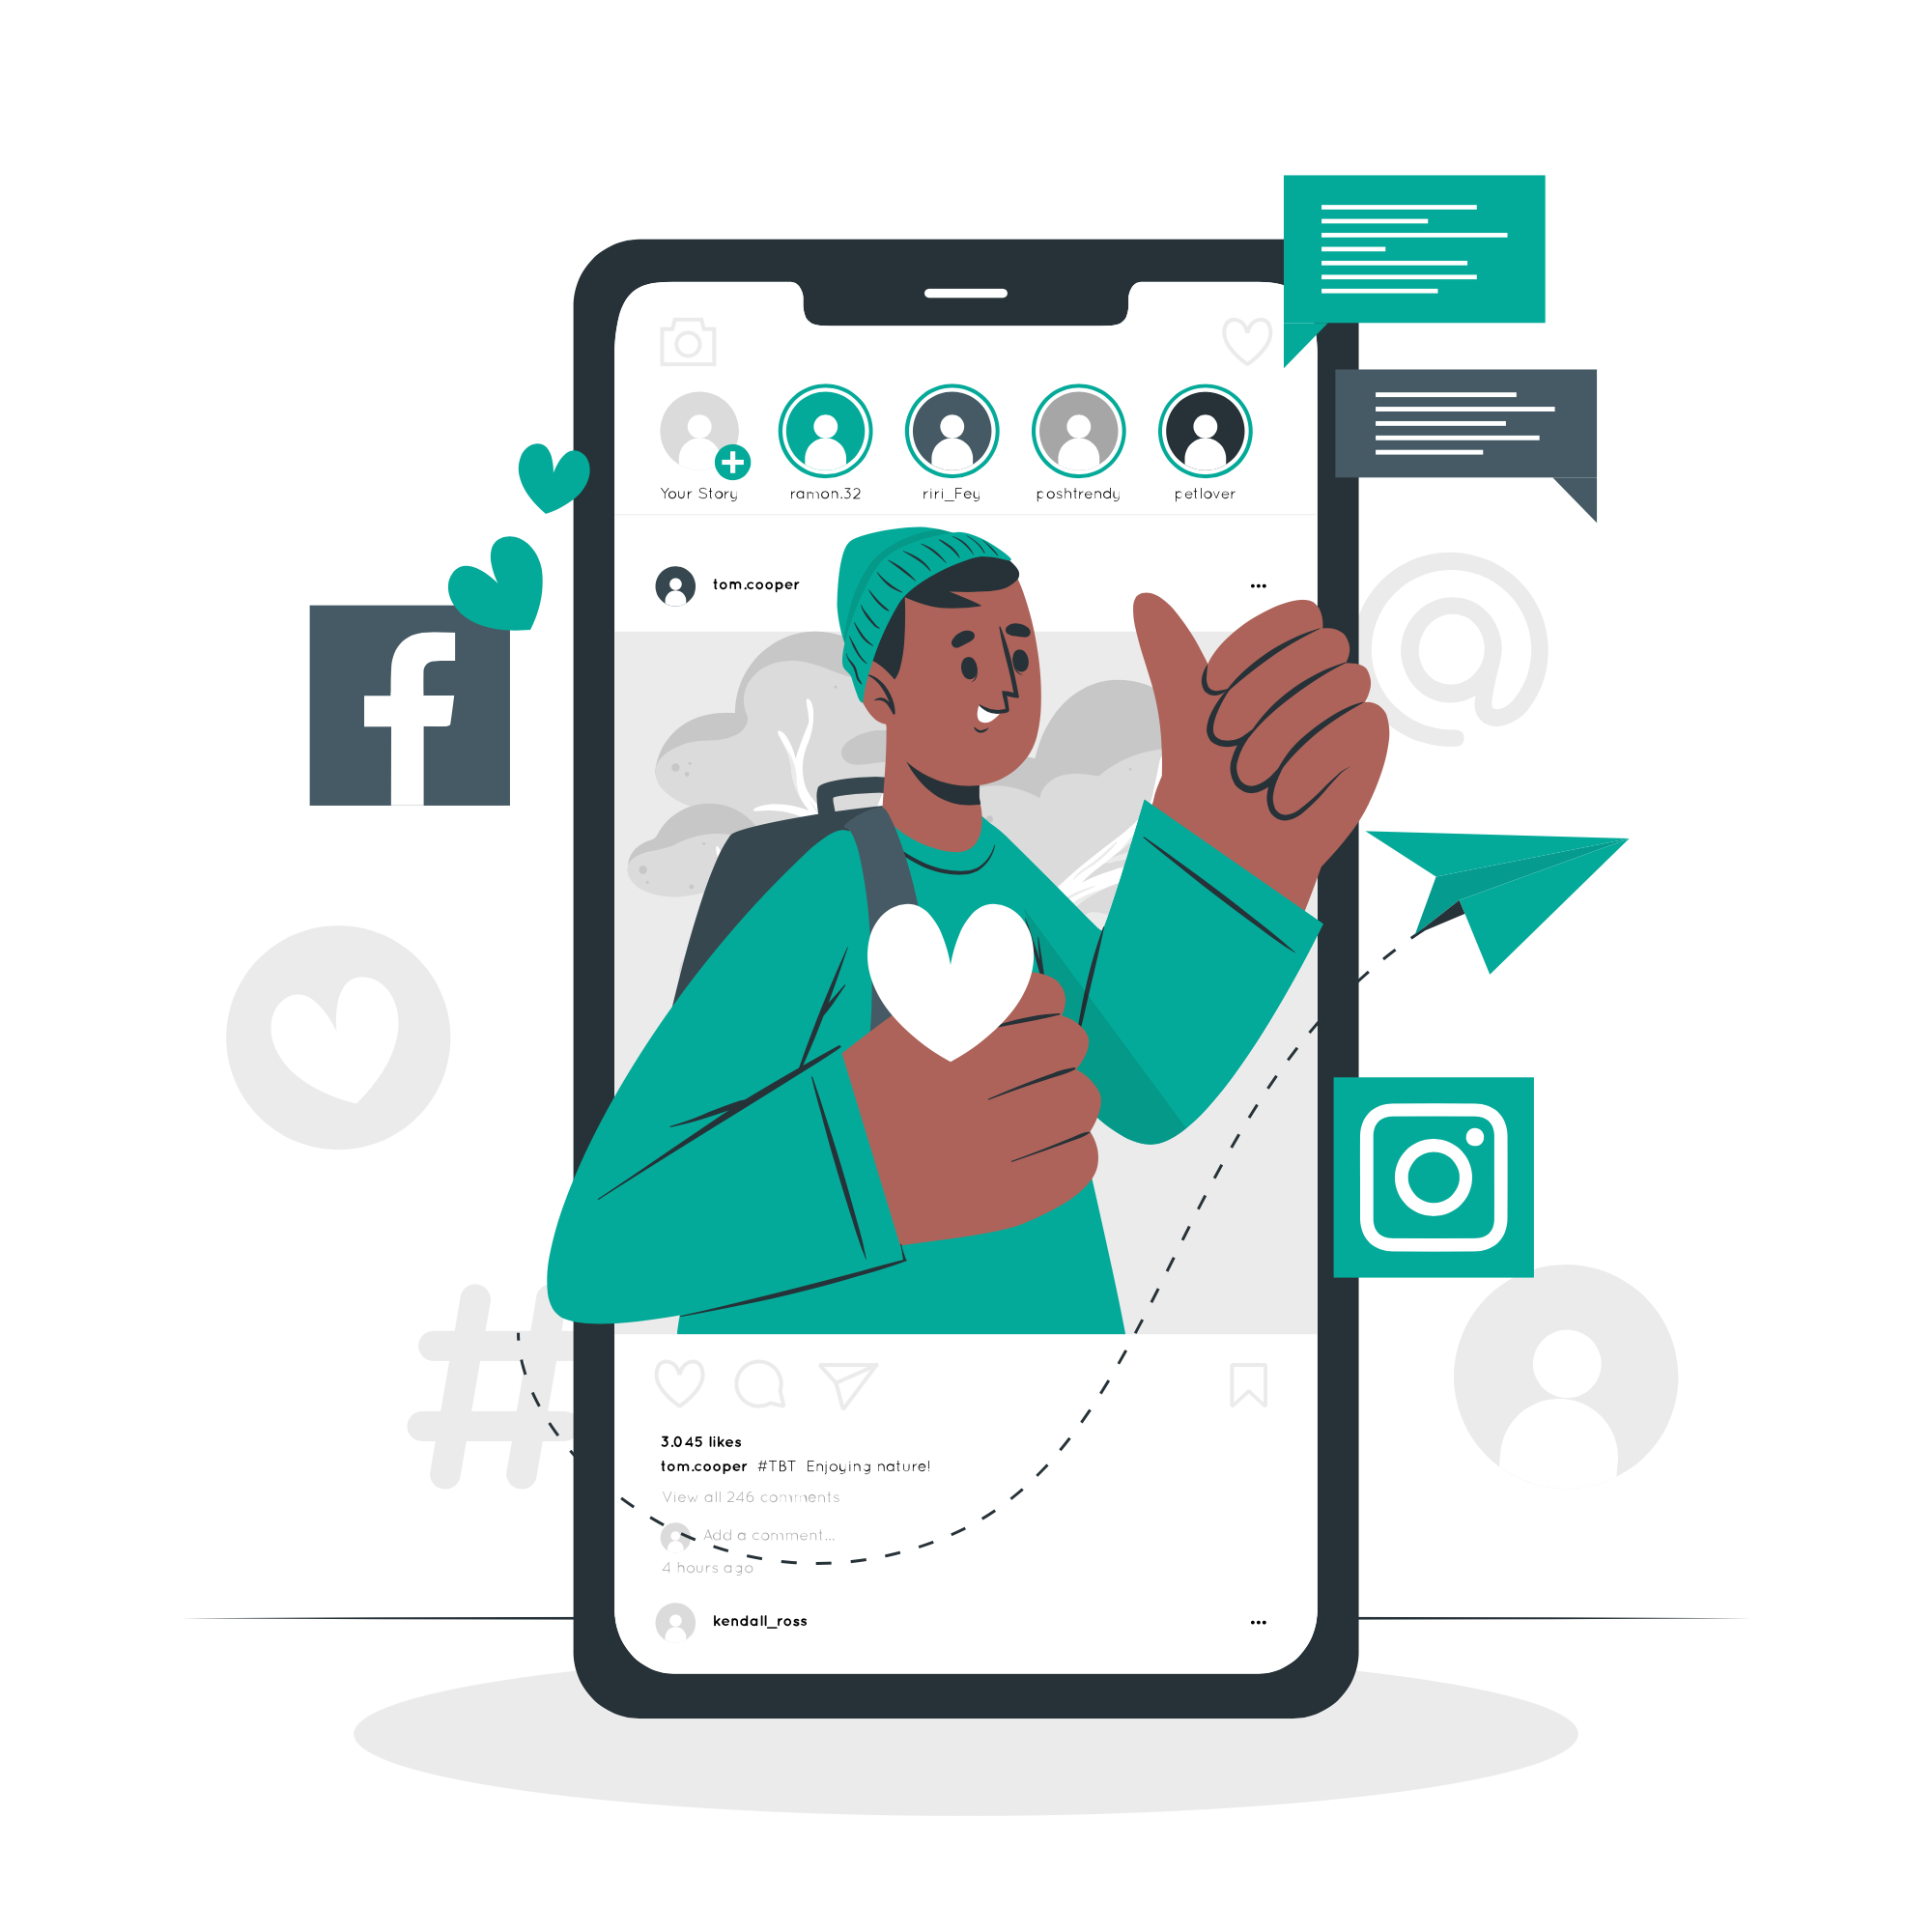 Your Story
ramon.32
riri_Fey
poshtrendy
petlover
tom.cooper
3.045 likes
tom.cooper #TBT Enjoying nature!
View all 246 comments
Add a comment...
4 hours ago
kendall_ross